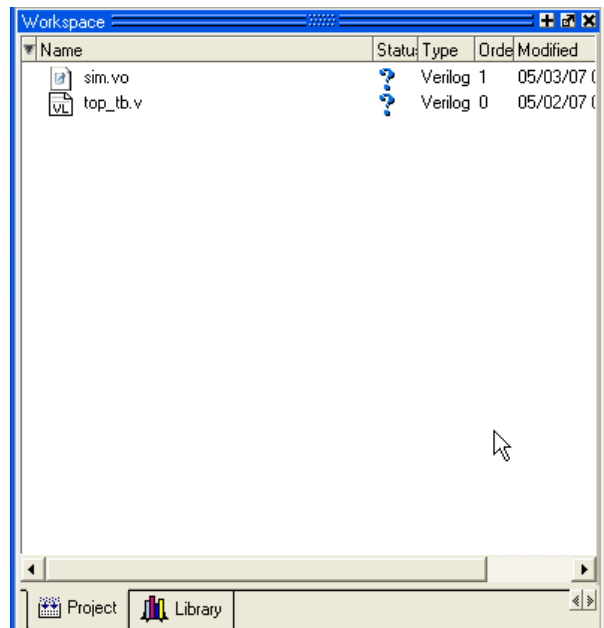 Workspace
Name Statu: Type Orde Modified
sim.vo Verilog 1 05/03/07 (
VL top_tb.v Verilog 0 05/02/07 (
Project Library